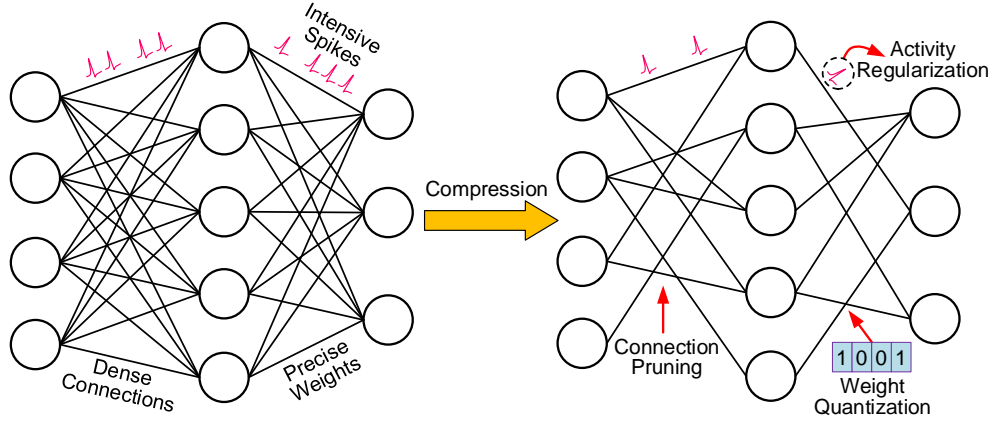 Intensive
Spikes
Dense
Connections
Precise
Weights
Compression
Activity
Regularization
Connection
Pruning
1 0 0 1
Weight
Quantization